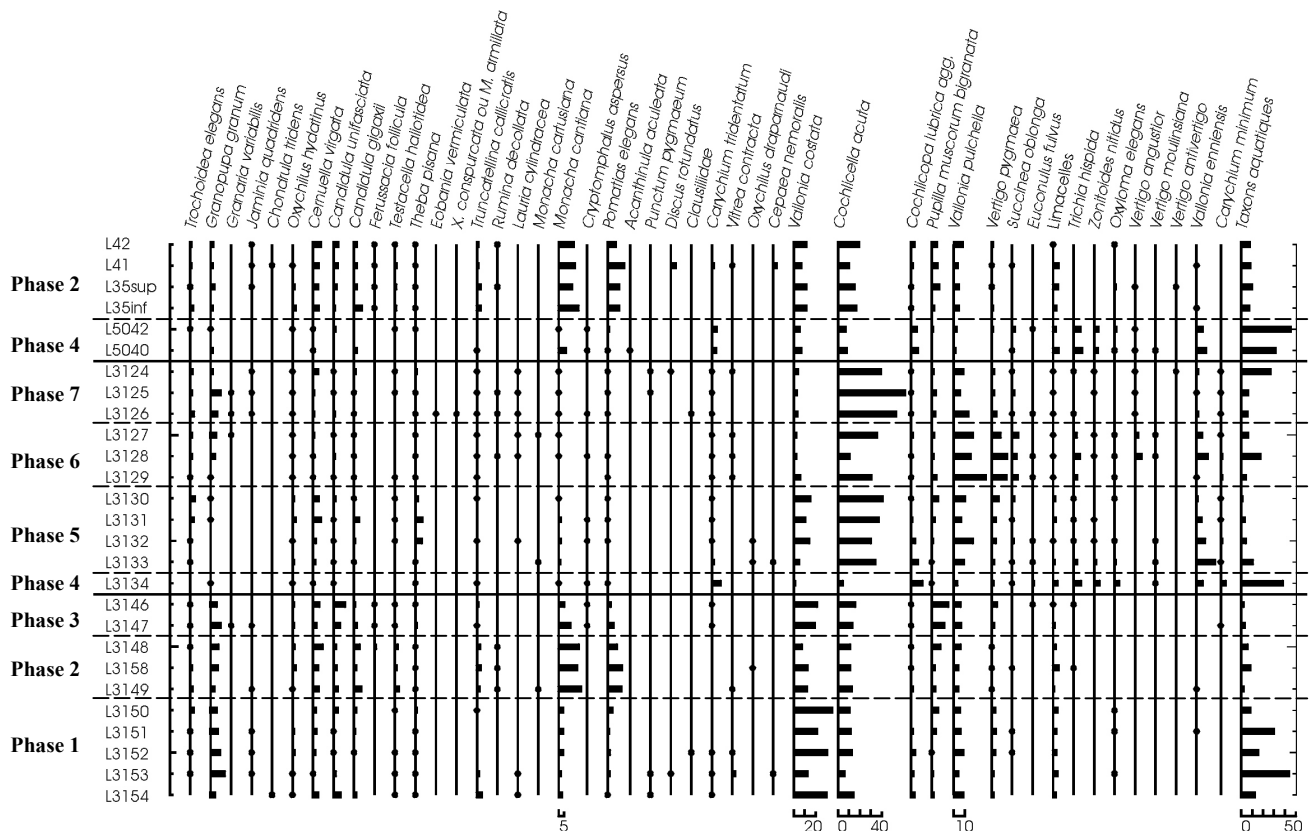 Trochoidea elegans
Granopupa granum
Granaria variabilis
Jaminia quadridens
Chondrula tridens
Oxychilus hydatinus
Cernuella virgata
Candidula unifasciata
Candidula gigaxii
Ferussacia follicula
Testacella haliotidea
Theba pisana
Eobania vermiculata
X. conspurcata ou M. armillata
Truncatellina callicratis
Rumina decollata
Lauria cylindracea
Monacha cartusiana
Monacha cantiana
Cryptomphalus aspersus
Pomatias elegans
Acanthinula aculeata
Punctum pygmaeum
Discus rotundatus
Clausiliidae
Carychium tridentatum
Vitrea contracta
Oxychilus draparnaudi
Cepaea nemoralis
Vallonia costata
Cochlicella acuta
Cochlicopa lubrica agg.
Pupilla muscorum bigranata
Vallonia pulchella
Vertigo pygmaea
Succinea oblonga
Euconulus fulvus
Limacelles
Trichia hispida
Zonitoides nitidus
Oxyloma elegans
Vertigo angustior
Vertigo moulinsiana
Vertigo antivertigo
Vallonia enniensis
Carychium minimum
Taxons aquatiques
L42
L41
Phase 2
L35sup
L35inf
L5042
Phase 4
L5040
L3124
Phase 7
L3125
L3126
L3127
Phase 6
L3128
L3129
L3130
Phase 5
L3131
L3132
L3133
Phase 4
L3134
L3146
Phase 3
L3147
L3148
Phase 2
L3158
L3149
L3150
Phase 1
L3151
L3152
L3153
L3154
5 20 0 40 10 0 50